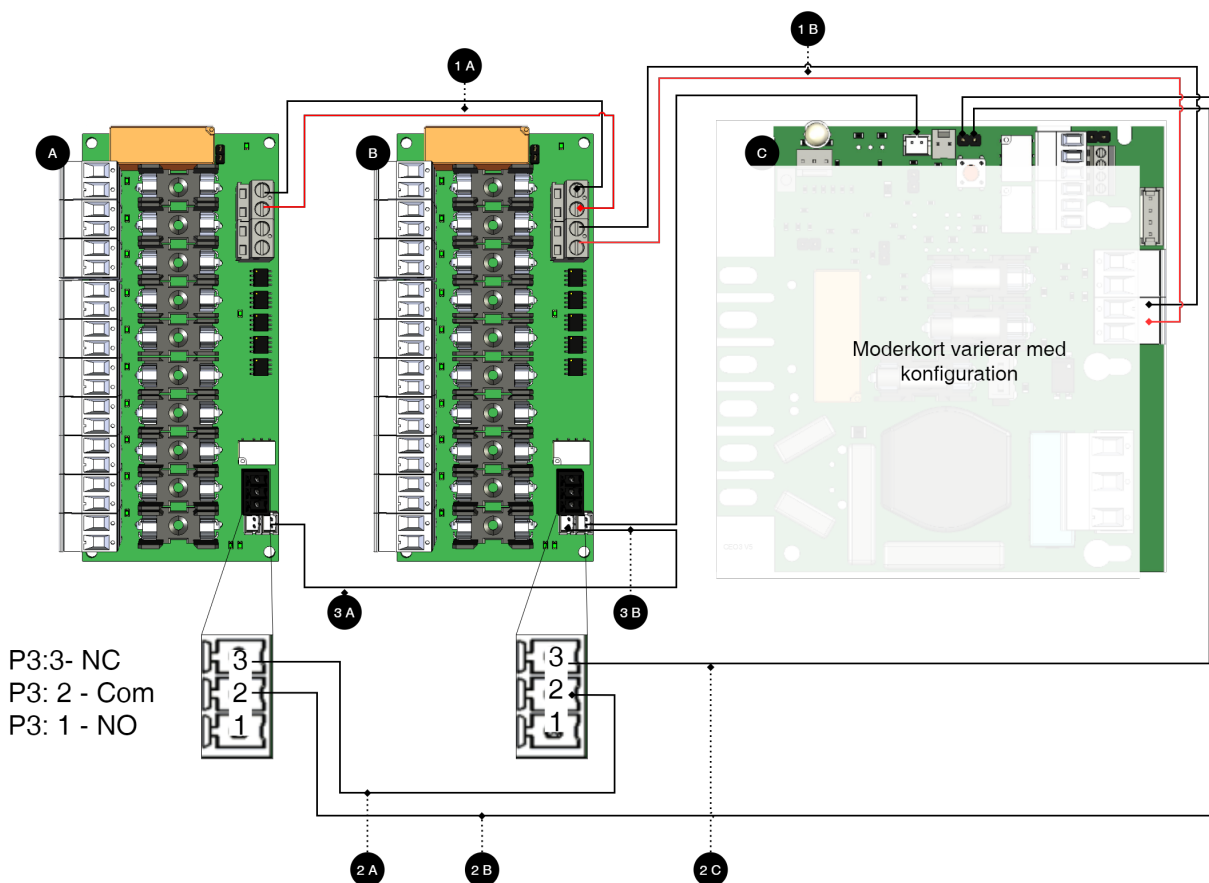 1 B
1 A
A
B
C
Moderkort varierar med
konfiguration
3 A
3 B
P3:3- NC
P3: 2 - Com
P3: 1 - NO
3
2
1
3
2
1
2 A
2 B
2 C